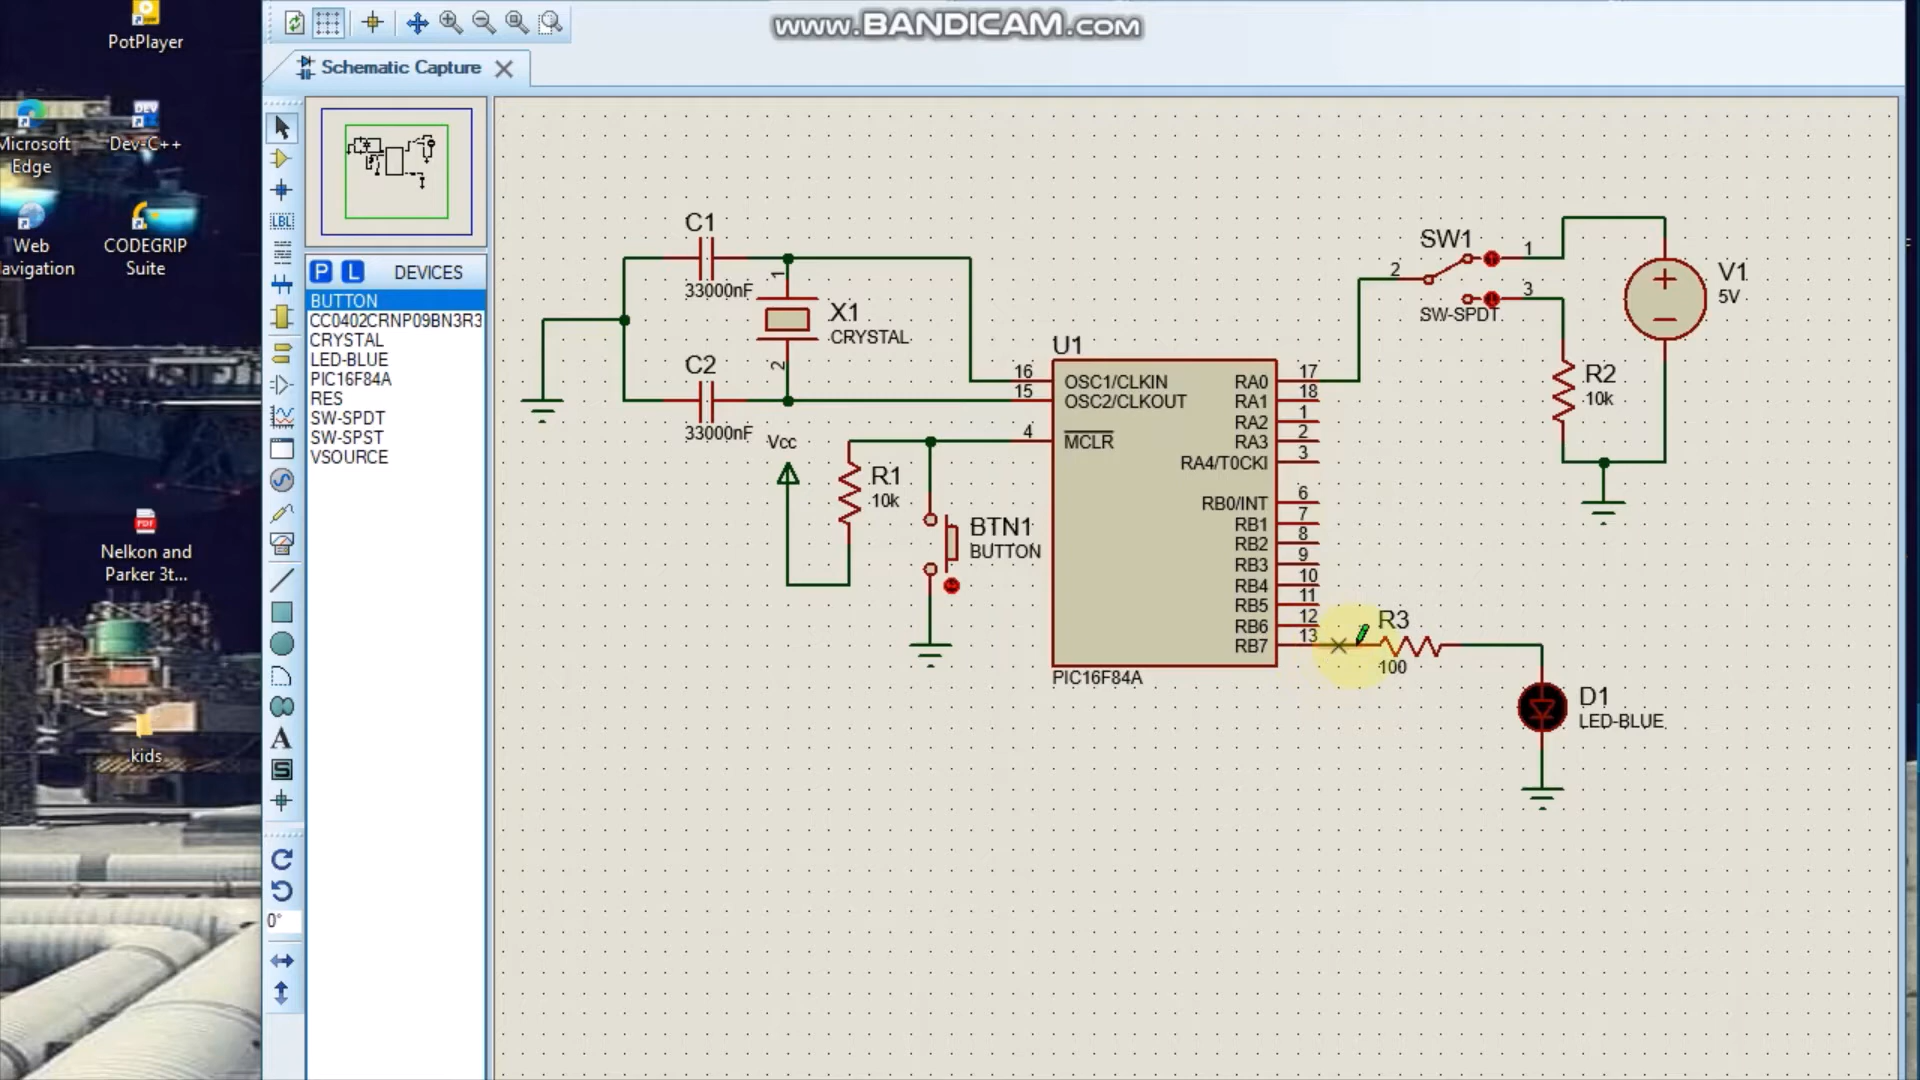 www.BANDICAM.com
PotPlayer
Microsoft
Edge
Dev-C++
DEV
Web
avigation
CODEGRIP
Suite
PDF
Nelkon and
Parker 3t...
kids
Schematic Capture
LBL
A
S
0°
P L DEVICES
BUTTON
CC0402CRNP09BN3R3
CRYSTAL
LED-BLUE
PIC16F84A
RES
SW-SPDT
SW-SPST
VSOURCE
C1
33000nF
1
X1
CRYSTAL
2
C2
33000nF
Vcc
R1
10k
BTN1
BUTTON
U1
16 OSC1/CLKIN
15 OSC2/CLKOUT
4 MCLR
RA0 17
RA1 18
RA2 1
RA3 2
RA4/T0CKI 3
RB0/INT 6
RB1 7
RB2 8
RB3 9
RB4 10
RB5 11
RB6 12
RB7 13
PIC16F84A
SW1
2
1
3
SW-SPDT
V1
5V
R2
10k
R3
100
D1
LED-BLUE